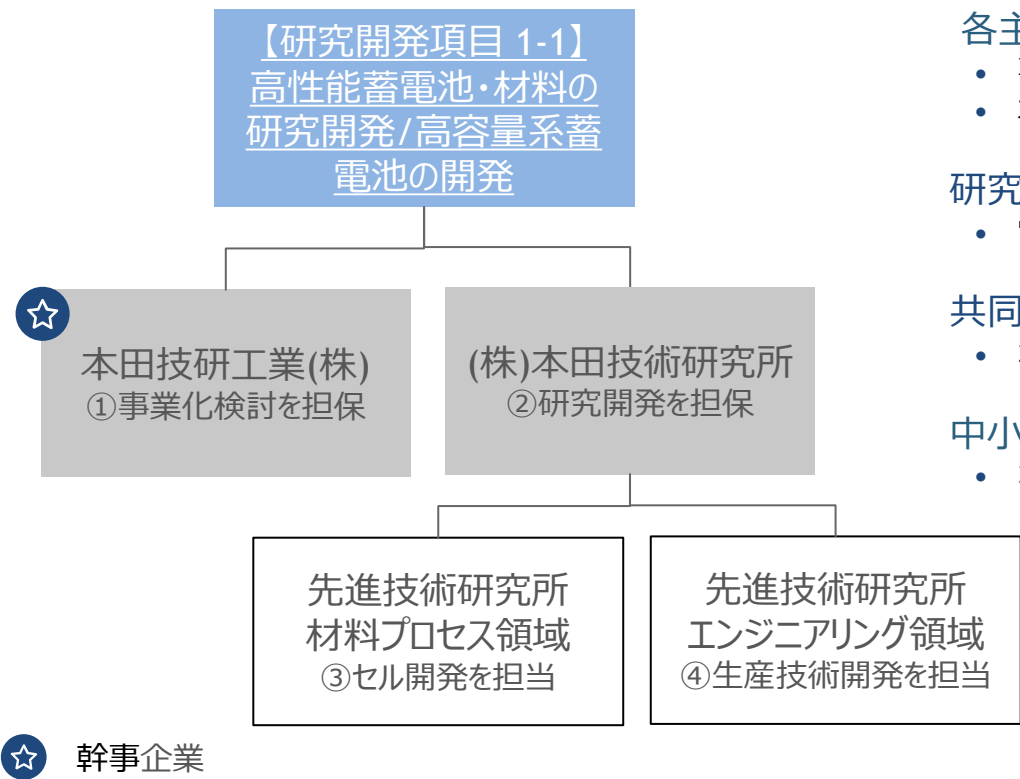 【研究開発項目 1-1】
高性能蓄電池・材料の
研究開発/高容量系蓄
電池の開発
本田技研工業(株)
①事業化検討を担保
(株)本田技術研究所
②研究開発を担保
先進技術研究所
材料プロセス領域
③セル開発を担当
先進技術研究所
エンジニアリング領域
④生産技術開発を担当
幹事企業
各主
研究
共同
中小